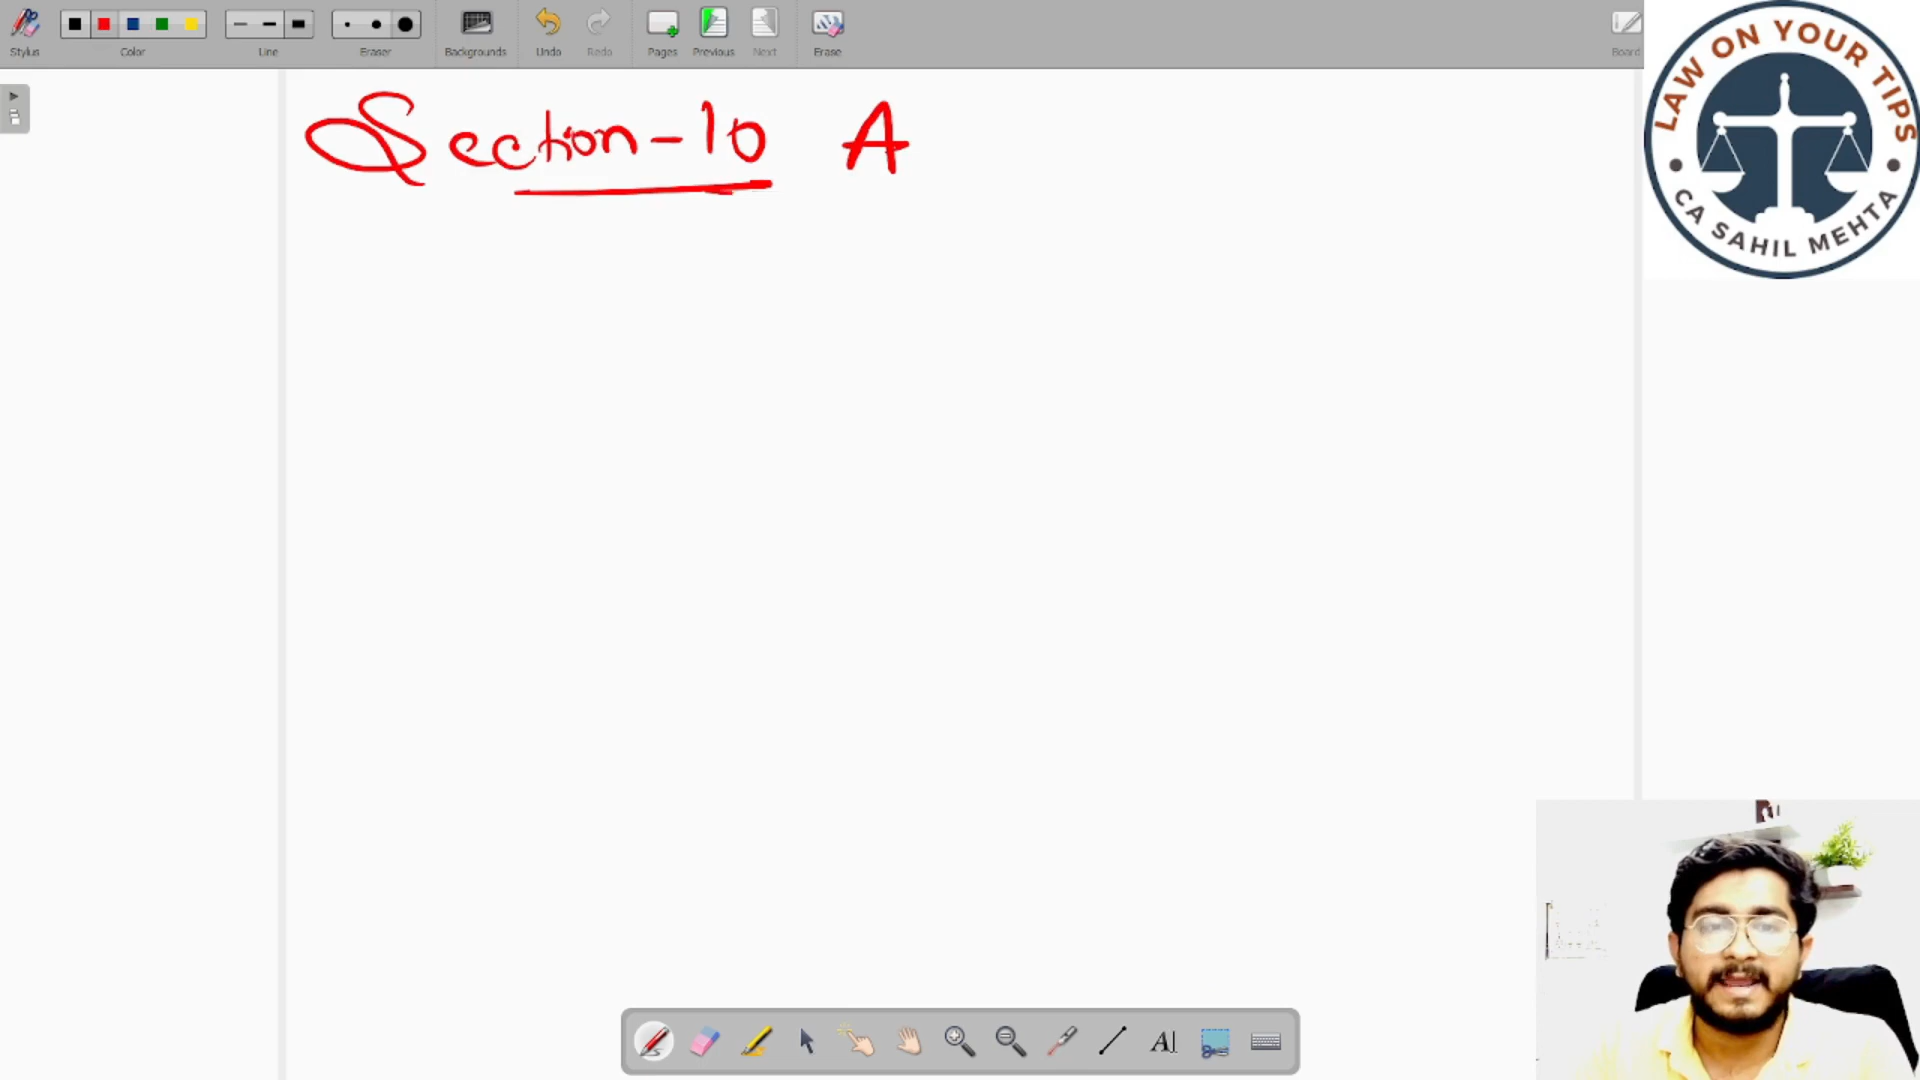 Stylus
Color
Line
Eraser
Backgrounds
Undo
Redo
Pages
Previous
Next
Erase
Board
Section-10 A
LAW ON YOUR TIPS
CA SAHIL MEHTA
A